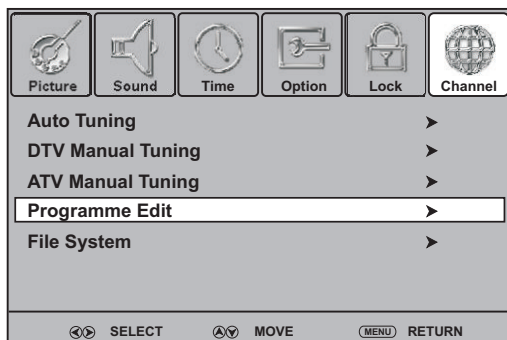 Picture Sound Time Option Lock Channel
Auto Tuning
DTV Manual Tuning
ATV Manual Tuning
Programme Edit
File System
SELECT MOVE MENU RETURN